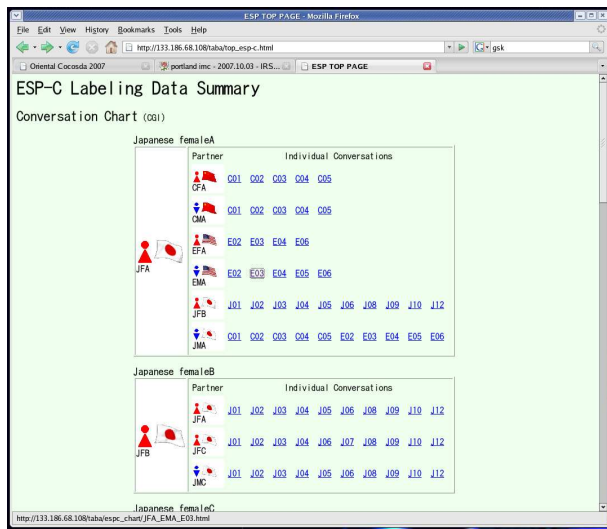 ESP TOP PAGE - Mozilla Firefox
File Edit View History Bookmarks Tools Help
http://133.186.68.108/taba/top_esp-c.html
gsk
Oriental Cocosda 2007
portland imc - 2007.10.03 - IRS...
ESP TOP PAGE
ESP-C Labeling Data Summary
Conversation Chart (CGI)
Japanese femaleA
Partner Individual Conversations
CFA C01 C02 C03 C04 C05
CMA C01 C02 C03 C04 C05
EFA E02 E03 E04 E06
JFA
EMA E02 E03 E04 E05 E06
JFB J01 J02 J03 J04 J05 J06 J08 J09 J10 J12
JMA C01 C02 C03 C04 C05 E02 E03 E04 E05 E06
Japanese femaleB
Partner Individual Conversations
JFA J01 J02 J03 J04 J05 J06 J08 J09 J10 J12
JFB
JFC J01 J02 J03 J04 J05 J06 J07 J08 J10 J12
JMC J01 J02 J03 J04 J05 J06 J08 J09 J10 J12
Japanese femaleC
http://133.186.68.108/taba/espc_chart/JFA_EMA_E03.html